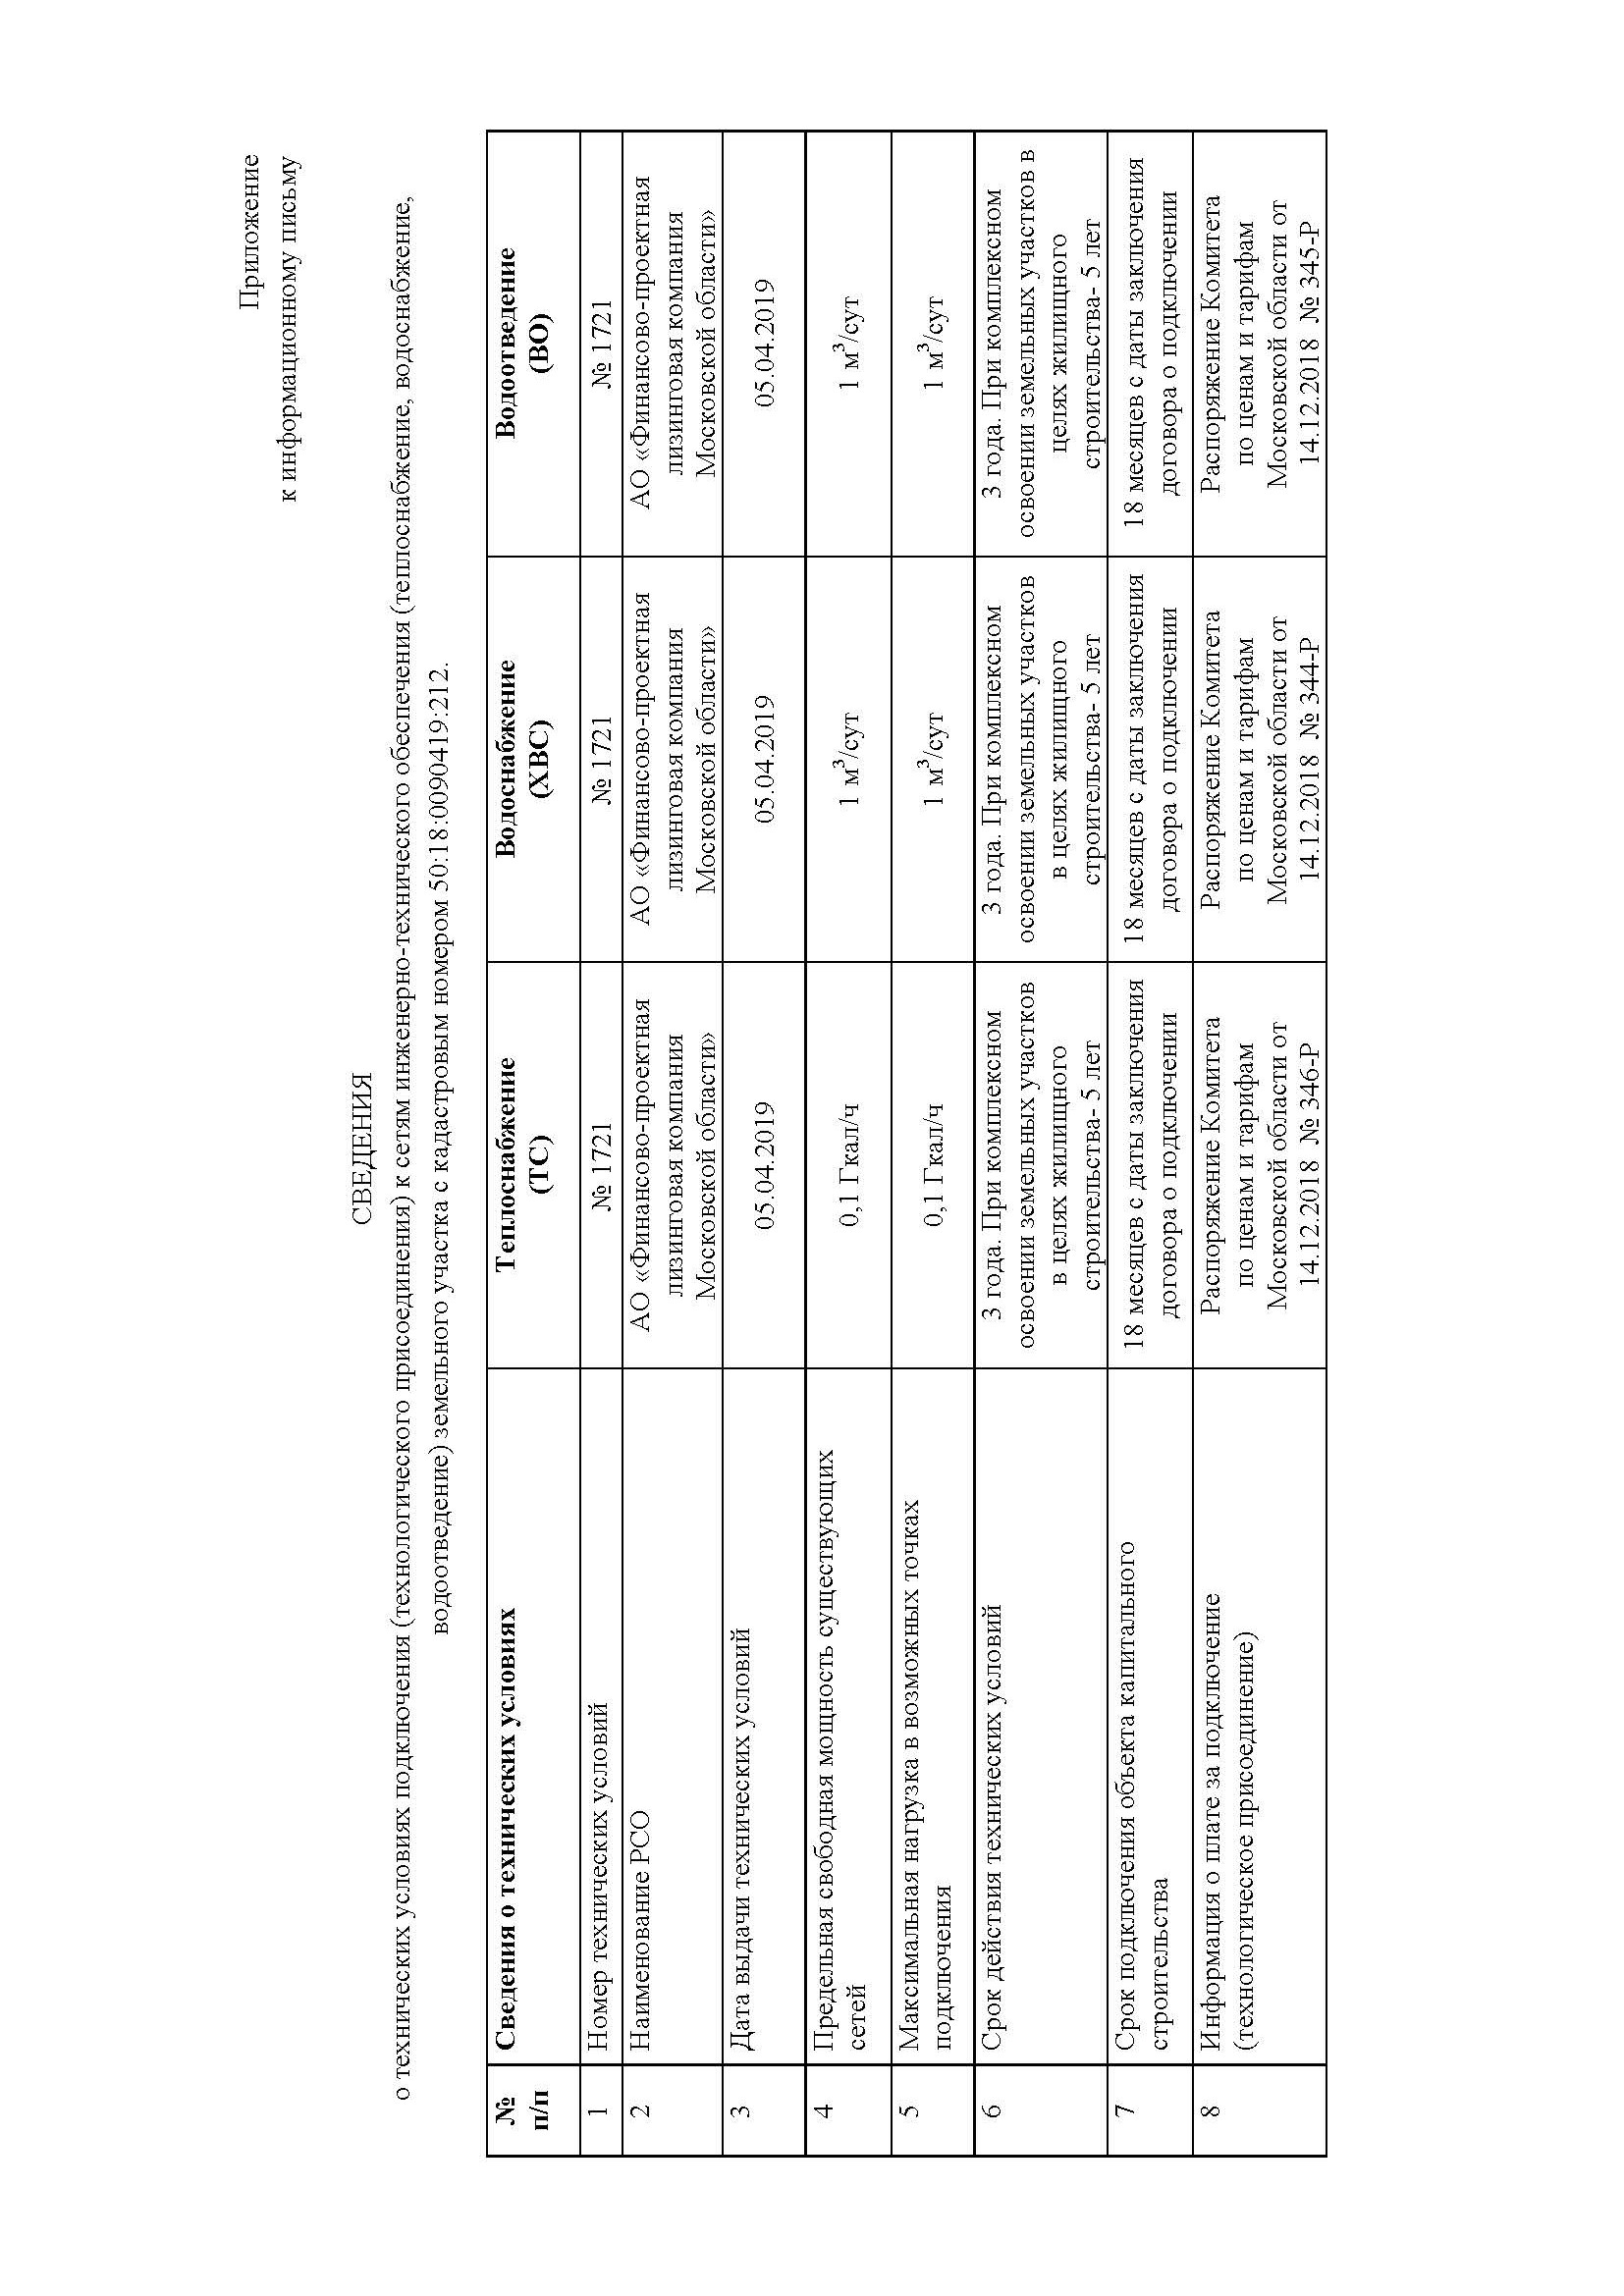 Приложение
к информационному письму
СВЕДЕНИЯ
о технических условиях подключения (технологического присоединения) к сетям инженерно-технического обеспечения (теплоснабжение, водоснабжение,
водоотведение) земельного участка с кадастровым номером 50:18:0090419:212.
№
п/п
Сведения о технических условиях
Теплоснабжение
(ТС)
Водоснабжение
(ХВС)
Водоотведение
(ВО)
1
Номер технических условий
№ 1721
№ 1721
№ 1721
2
Наименование РСО
АО «Финансово-проектная
лизинговая компания
Московской области»
АО «Финансово-проектная
лизинговая компания
Московской области»
АО «Финансово-проектная
лизинговая компания
Московской области»
3
Дата выдачи технических условий
05.04.2019
05.04.2019
05.04.2019
4
Предельная свободная мощность существующих
сетей
0,1 Гкал/ч
1 м³/сут
1 м³/сут
5
Максимальная нагрузка в возможных точках
подключения
0,1 Гкал/ч
1 м³/сут
1 м³/сут
6
Срок действия технических условий
3 года. При комплексном
освоении земельных участков
в целях жилищного
строительства- 5 лет
3 года. При комплексном
освоении земельных участков
в целях жилищного
строительства- 5 лет
3 года. При комплексном
освоении земельных участков в
целях жилищного
строительства- 5 лет
7
Срок подключения объекта капитального
строительства
18 месяцев с даты заключения
договора о подключении
18 месяцев с даты заключения
договора о подключении
18 месяцев с даты заключения
договора о подключении
8
Информация о плате за подключение
(технологическое присоединение)
Распоряжение Комитета
по ценам и тарифам
Московской области от
14.12.2018 № 346-Р
Распоряжение Комитета
по ценам и тарифам
Московской области от
14.12.2018 № 344-Р
Распоряжение Комитета
по ценам и тарифам
Московской области от
14.12.2018 № 345-Р